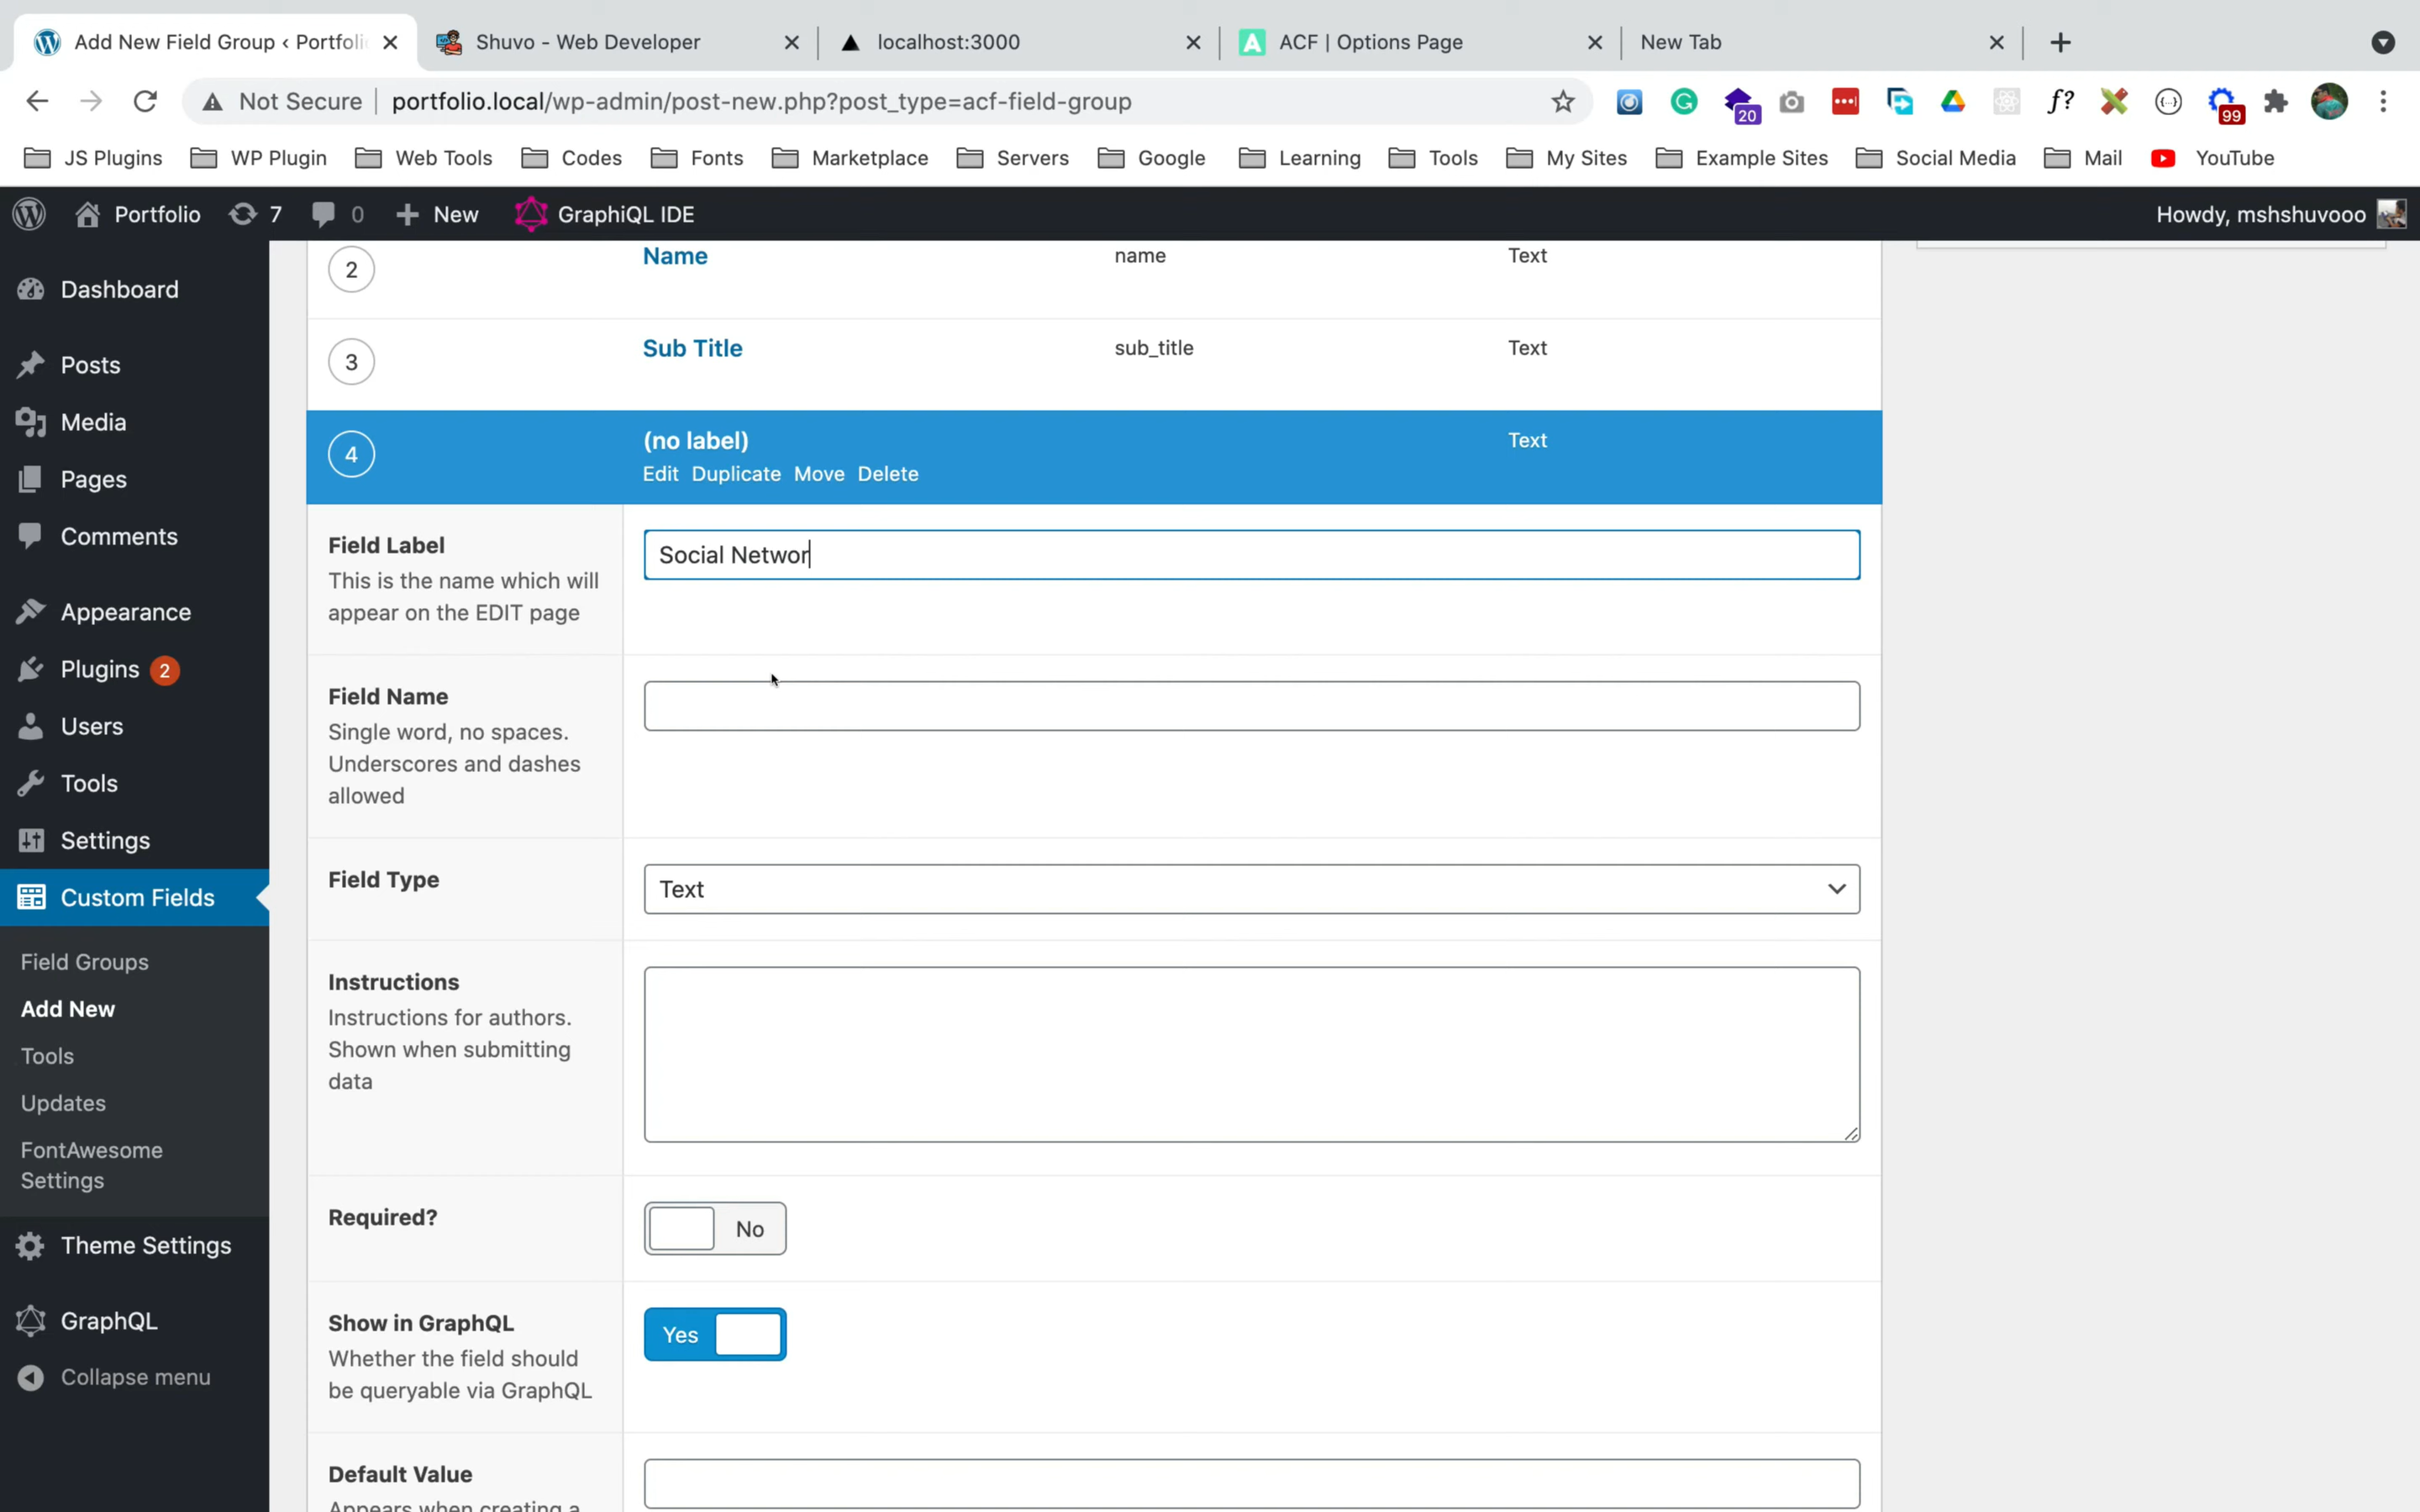 Add New Field Group ‹ Portfoli
Shuvo - Web Developer
localhost:3000
ACF | Options Page
New Tab
Not Secure
portfolio.local/wp-admin/post-new.php?post_type=acf-field-group
20
f?
99
JS Plugins
WP Plugin
Web Tools
Codes
Fonts
Marketplace
Servers
Google
Learning
Tools
My Sites
Example Sites
Social Media
Mail
YouTube
Portfolio
7
0
New
GraphiQL IDE
Howdy, mshshuvooo
Dashboard
Posts
Media
Pages
Comments
Appearance
Plugins 2
Users
Tools
Settings
Custom Fields
Field Groups
Add New
Tools
Updates
FontAwesome
Settings
Theme Settings
GraphQL
Collapse menu
2 Name name Text
3 Sub Title sub_title Text
4 (no label) Text
Edit Duplicate Move Delete
Field Label
This is the name which will
appear on the EDIT page
Social Networ
Field Name
Single word, no spaces.
Underscores and dashes
allowed
Field Type
Text
Instructions
Instructions for authors.
Shown when submitting
data
Required?
No
Show in GraphQL
Whether the field should
be queryable via GraphQL
Yes
Default Value
Appears when creating a